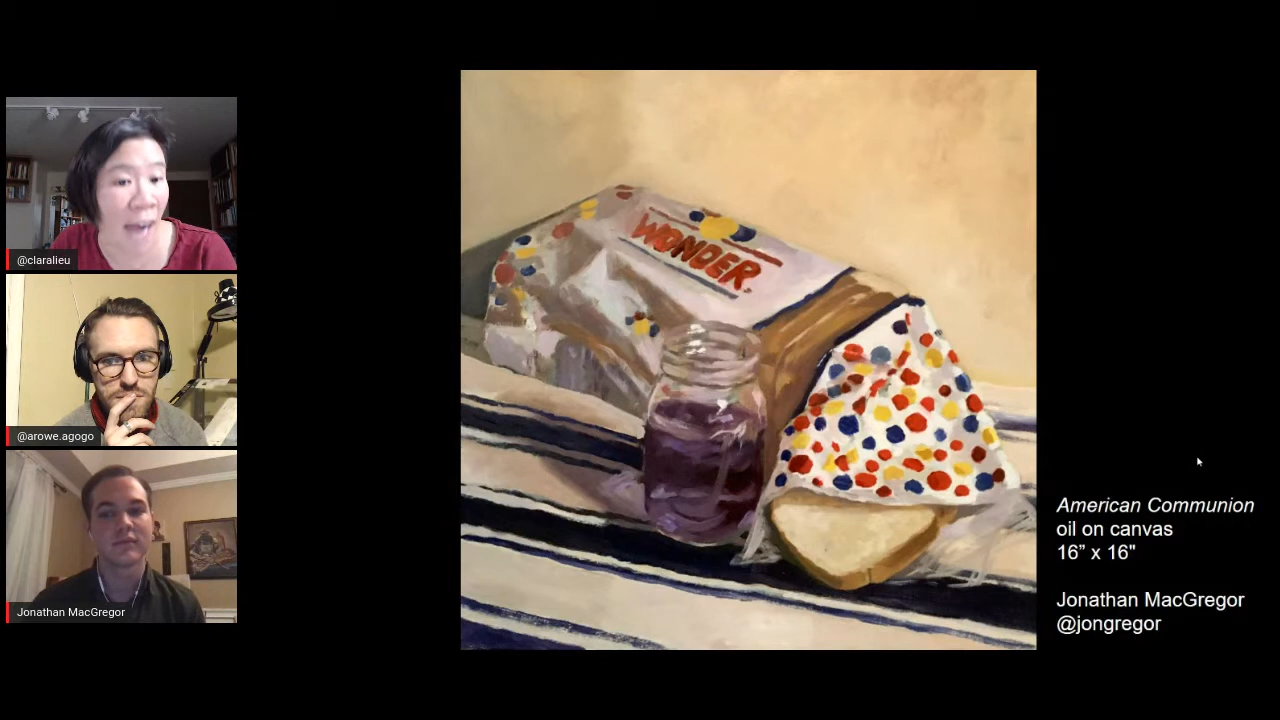 @claralieu
@arowe.agogo
Jonathan MacGregor
WONDER
American Communion
oil on canvas
16” x 16"
Jonathan MacGregor
@jongregor